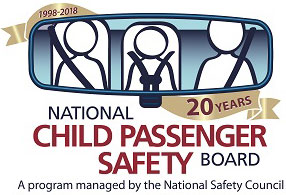 1998-2018
20 YEARS
NATIONAL
CHILD PASSENGER
SAFETY BOARD
A program managed by the National Safety Council